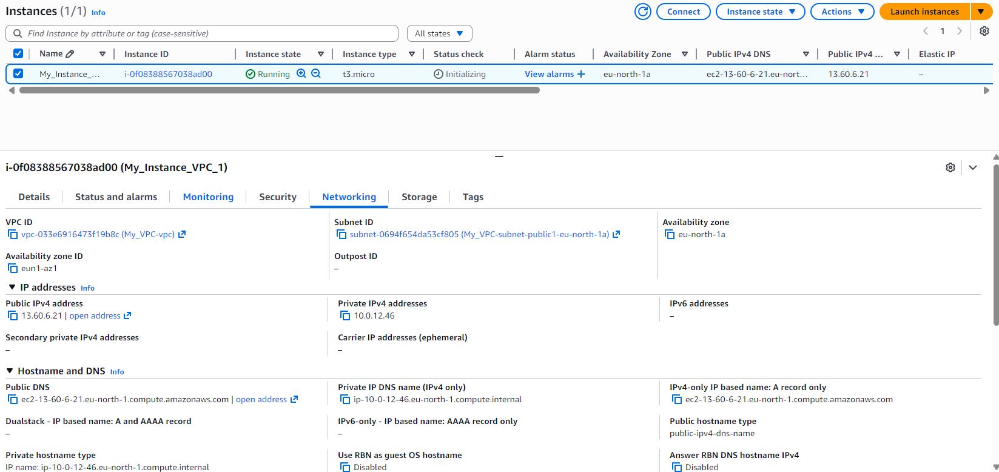 Instances (1/1) Info Connect Instance state Actions Launch instances
Find Instance by attribute or tag (case-sensitive) All states 1
Name Instance ID Instance state Instance type Status check Alarm status Availability Zone Public IPv4 DNS Public IPv4 ... Elastic IP
My_Instance_... i-0f08388567038ad00 Running t3.micro Initializing View alarms + eu-north-1a ec2-13-60-6-21.eu-nort... 13.60.6.21 –
i-0f08388567038ad00 (My_Instance_VPC_1)
Details Status and alarms Monitoring Security Networking Storage Tags
VPC ID Subnet ID Availability zone
vpc-033e6916473f19b8c (My_VPC-vpc) subnet-0694f654da53cf805 (My_VPC-subnet-public1-eu-north-1a) eu-north-1a
Availability zone ID Outpost ID
eun1-az1 –
IP addresses Info
Public IPv4 address Private IPv4 addresses IPv6 addresses
13.60.6.21 | open address 10.0.12.46 –
Secondary private IPv4 addresses Carrier IP addresses (ephemeral)
– –
Hostname and DNS Info
Public DNS Private IP DNS name (IPv4 only) IPv4-only IP based name: A record only
ec2-13-60-6-21.eu-north-1.compute.amazonaws.com | open address ip-10-0-12-46.eu-north-1.compute.internal ec2-13-60-6-21.eu-north-1.compute.amazonaws.com
Dualstack - IP based name: A and AAAA record IPv6-only - IP based name: AAAA record only Public hostname type
– – public-ipv4-dns-name
Private hostname type Use RBN as guest OS hostname Answer RBN DNS hostname IPv4
IP name: ip-10-0-12-46.eu-north-1.compute.internal Disabled Disabled